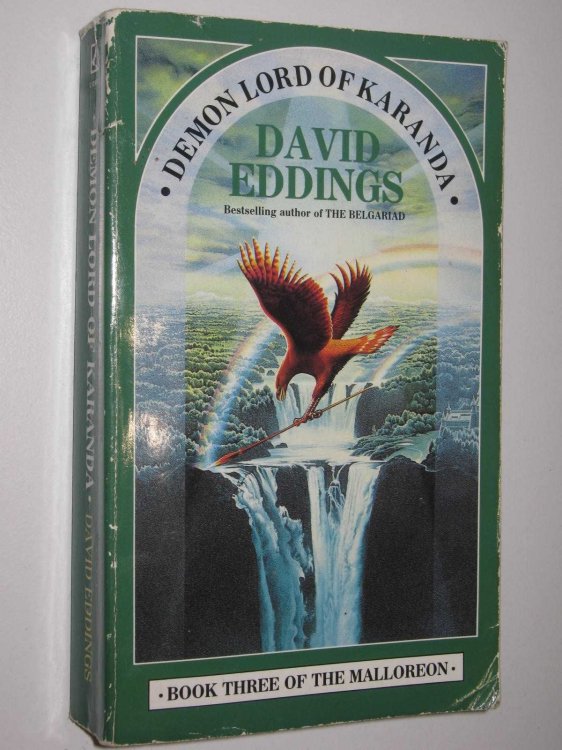 · DEMON LORD OF KARANDA ·
DAVID
EDDINGS
Bestselling author of THE BELGARIAD
· BOOK THREE OF THE MALLOREON ·
DEMON LORD OF KARANDA · DAVID EDDINGS